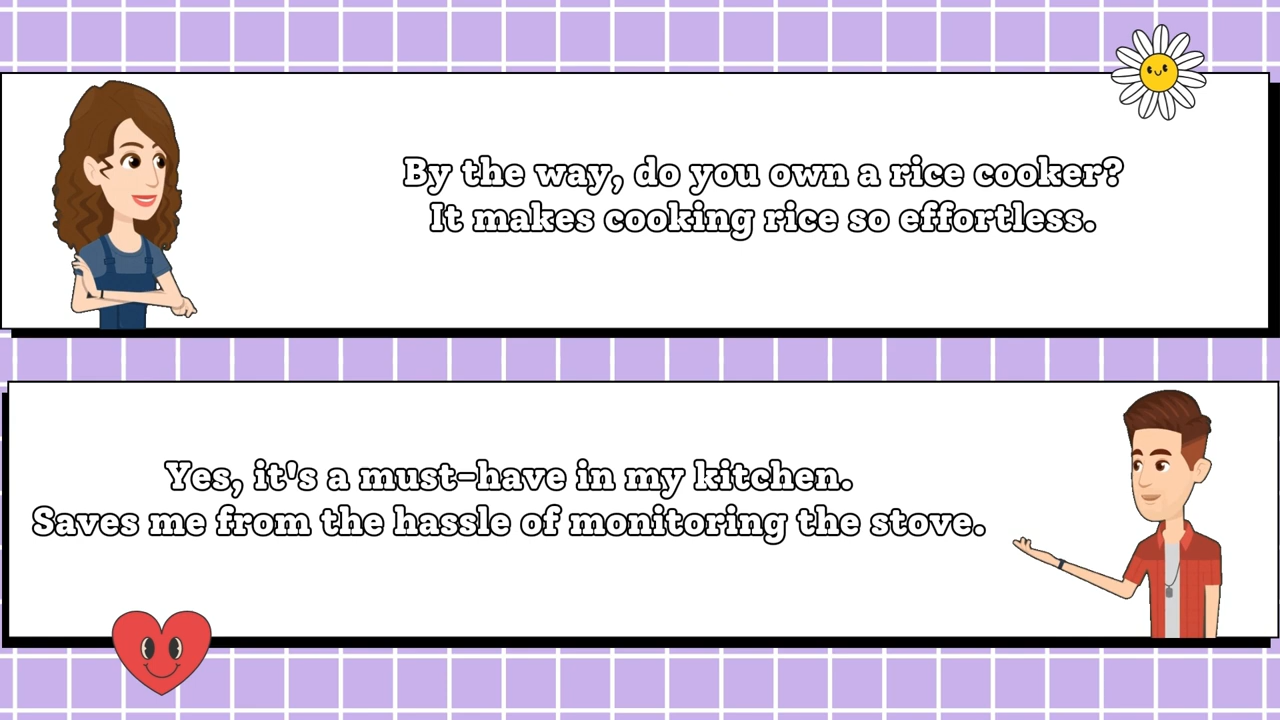 By the way, do you own a rice cooker?
It makes cooking rice so effortless.
Yes, it's a must-have in my kitchen.
Saves me from the hassle of monitoring the stove.